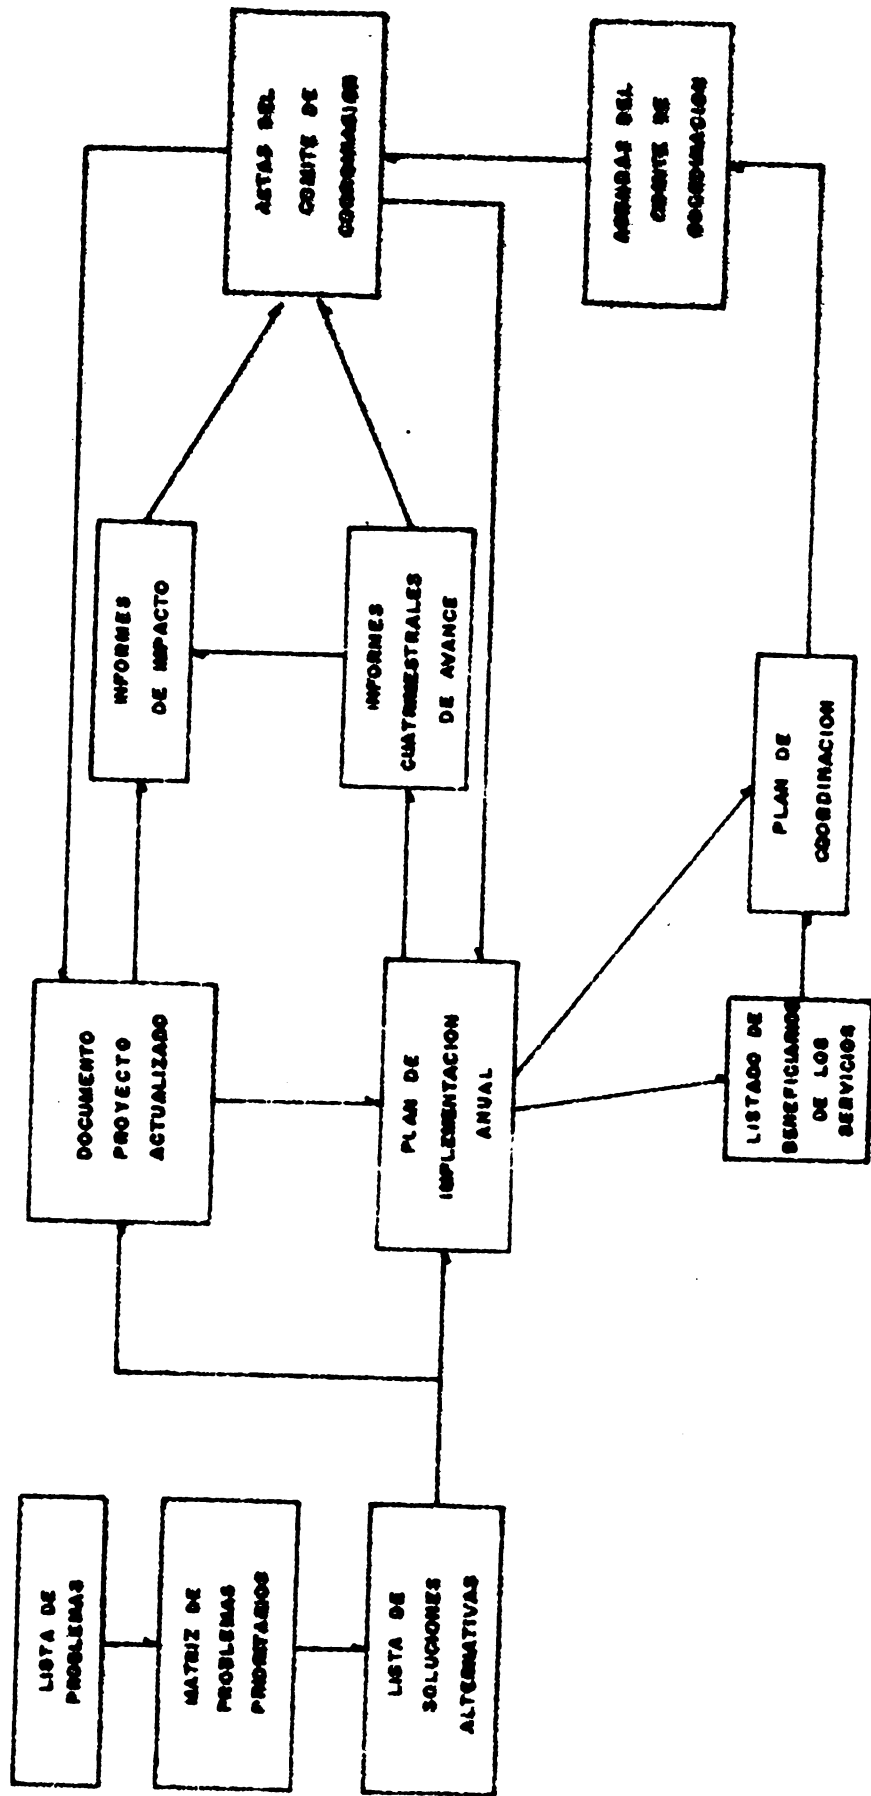 LISTA DE
PROBLEMAS
MATRIZ DE
PROBLEMAS
PRIORITARIOS
LISTA DE
SOLUCIONES
ALTERNATIVAS
DOCUMENTO
PROYECTO
ACTUALIZADO
PLAN DE
IMPLEMENTACION
ANUAL
LISTADO DE
BENEFICIARIOS
DE LOS
SERVICIOS
INFORMES
DE IMPACTO
INFORMES
CUATRIMESTRALES
DE AVANCE
PLAN DE
COORDINACION
ACTAS DEL
COMITE DE
COORDINACION
AGENDAS DEL
COMITE DE
COORDINACION